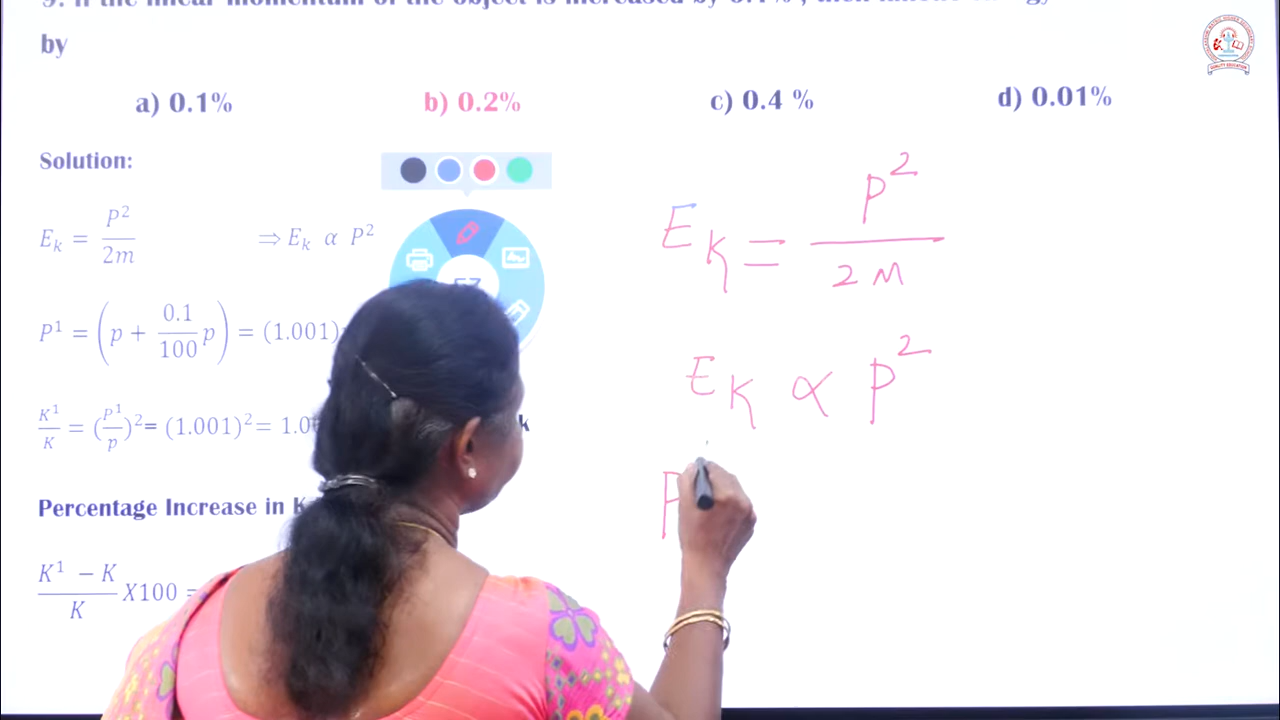 by
a) 0.1% b) 0.2% c) 0.4 % d) 0.01%
Solution:
E_k = P²/2m ⇒ E_k ∝ P²
P¹ = (p + 0.1/100 p) = (1.001)
K¹/K = (P¹/p)² = (1.001)² = 1.0
k
Percentage Increase in K
K¹ − K/K X100 =
E_K = P²/2M
E_K ∝ P²
P
QUALITY EDUCATION